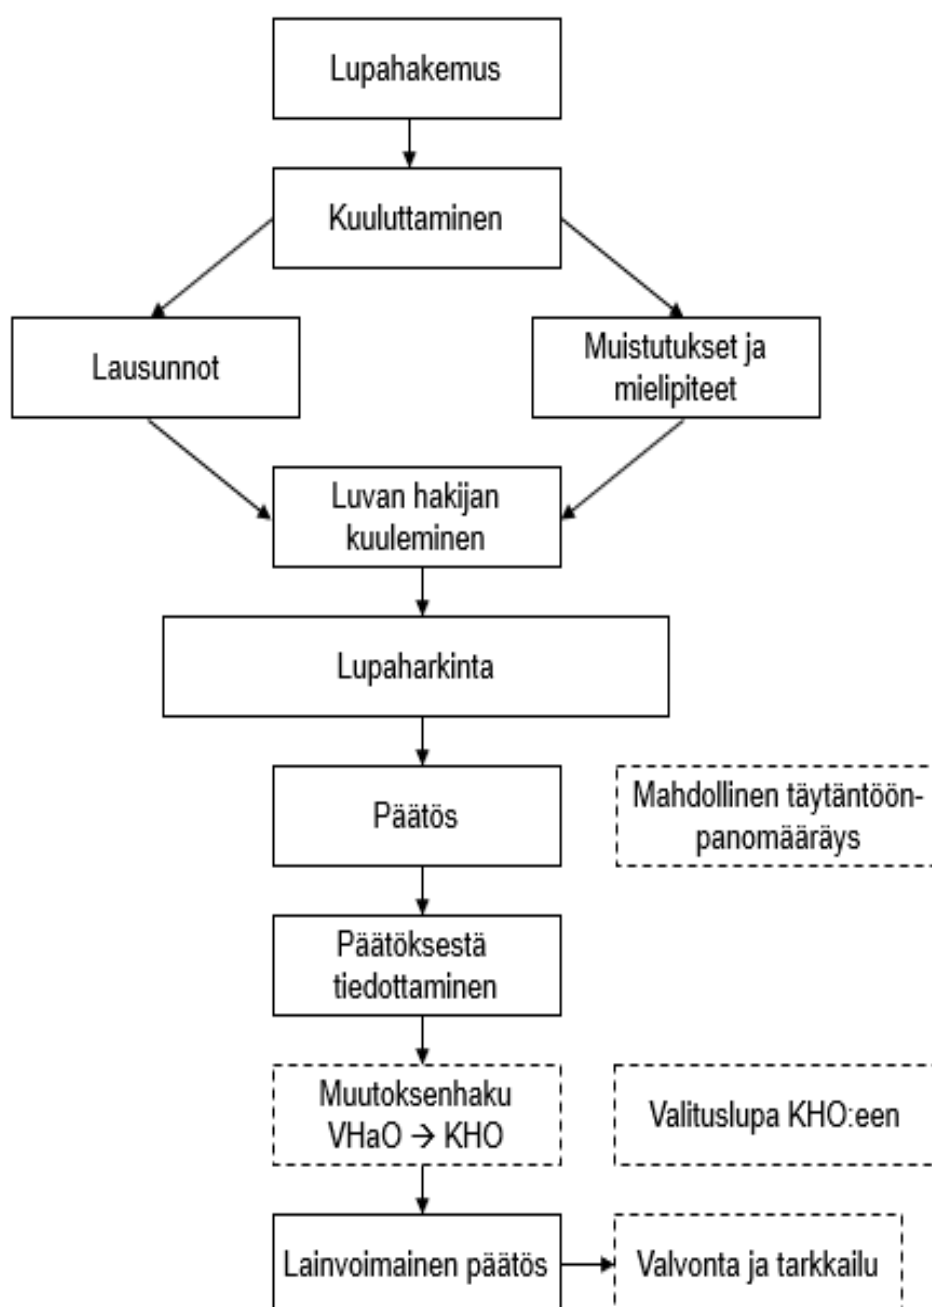 Lupahakemus
Kuuluttaminen
Lausunnot
Muistutukset ja
mielipiteet
Luvan hakijan
kuuleminen
Lupaharkinta
Päätös
Mahdollinen täytäntöön-
panomääräys
Päätöksestä
tiedottaminen
Muutoksenhaku
VHaO → KHO
Valituslupa KHO:een
Lainvoimainen päätös
Valvonta ja tarkkailu